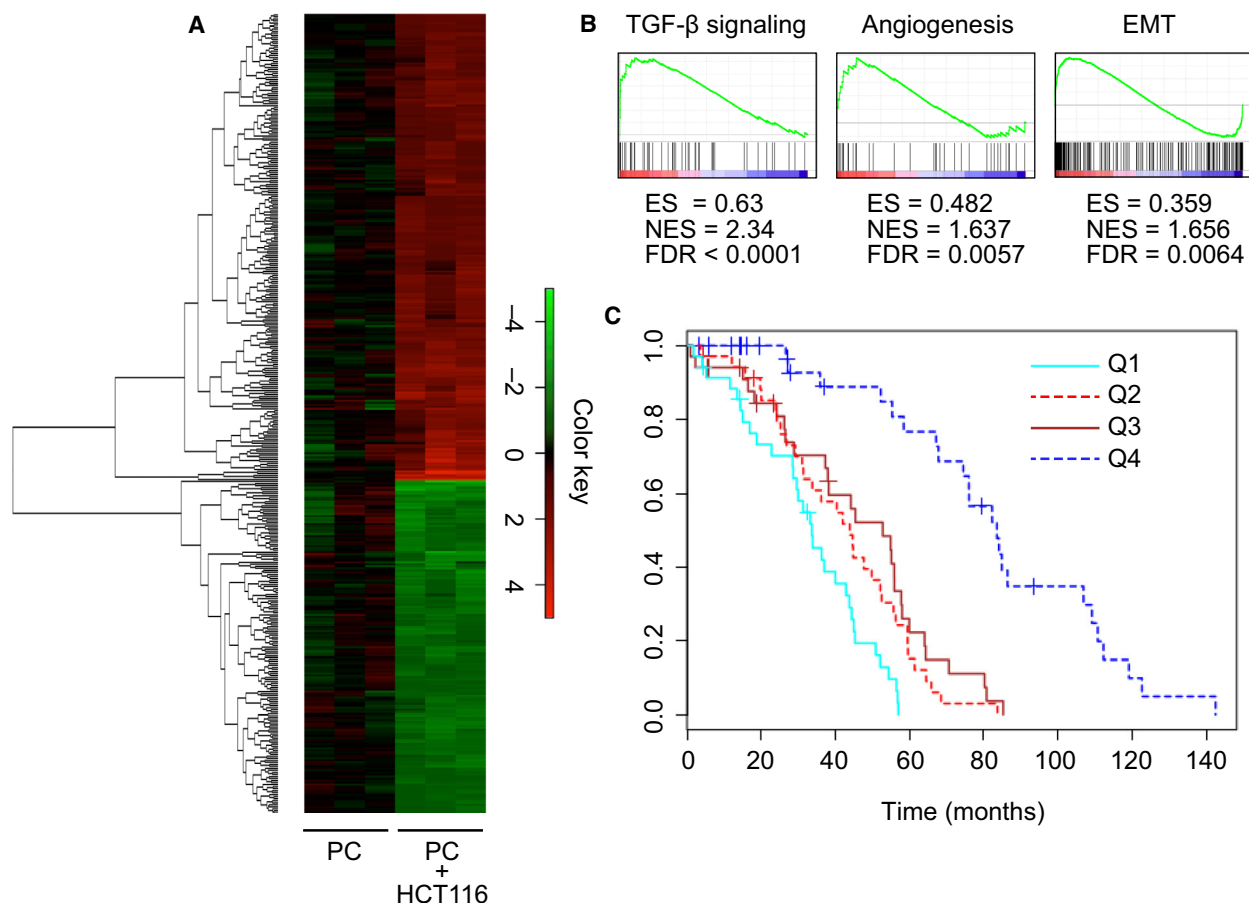 A
PC
PC
+
HCT116
−4
−2
0
2
4
Color key
B
TGF-β signaling
Angiogenesis
EMT
ES = 0.63
NES = 2.34
FDR < 0.0001
ES = 0.482
NES = 1.637
FDR = 0.0057
ES = 0.359
NES = 1.656
FDR = 0.0064
C
1.0
0.8
0.6
0.4
0.2
0.0
Q1
Q2
Q3
Q4
0 20 40 60 80 100 120 140
Time (months)